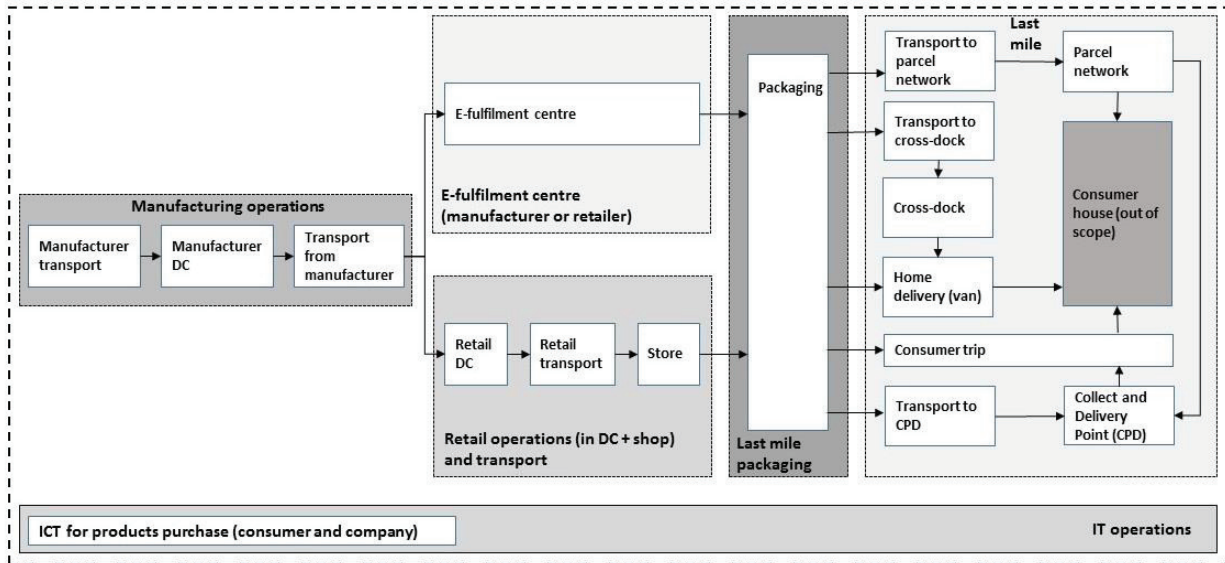 Manufacturing operations
Manufacturer
transport
Manufacturer
DC
Transport
from
manufacturer
E-fulfilment centre
E-fulfilment centre
(manufacturer or retailer)
Retail
DC
Retail
transport
Store
Retail operations (in DC + shop)
and transport
Packaging
Last mile
packaging
Last
mile
Transport to
parcel
network
Parcel
network
Transport to
cross-dock
Cross-dock
Home
delivery (van)
Consumer
house (out of
scope)
Consumer trip
Transport to
CPD
Collect and
Delivery
Point (CPD)
ICT for products purchase (consumer and company)
IT operations